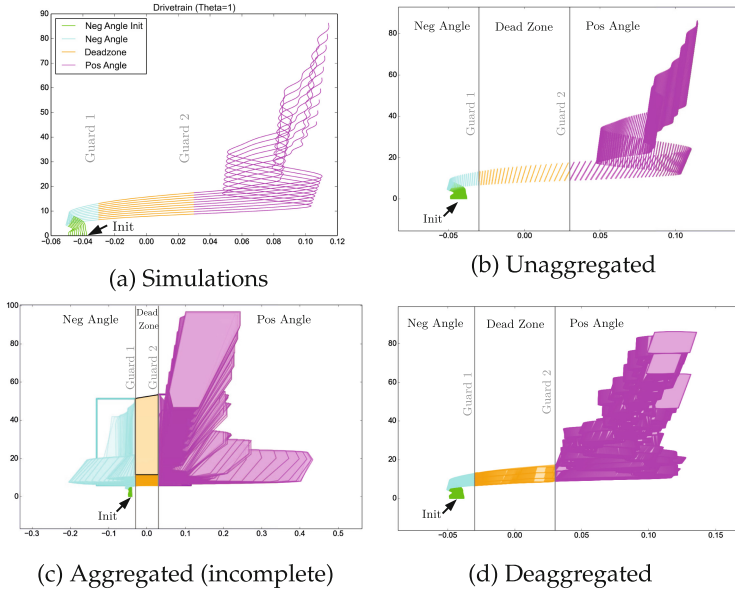 Drivetrain (Theta=1)
90
80
70
60
50
40
30
20
10
0
Neg Angle Init
Neg Angle
Deadzone
Pos Angle
Guard 1
Guard 2
Init
−0.06 −0.04 −0.02 0.00 0.02 0.04 0.06 0.08 0.10 0.12 0.14
(a) Simulations
Neg Angle Dead Zone Pos Angle
80
60
40
20
0
Guard 1
Guard 2
Init
−0.05 0.00 0.05 0.10
(b) Unaggregated
100
80
60
40
20
0
Neg Angle
Dead
Zone
Pos Angle
Guard 1
Guard 2
Init
−0.3 −0.2 −0.1 0.0 0.1 0.2 0.3 0.4 0.5
(c) Aggregated (incomplete)
Neg Angle Dead Zone Pos Angle
80
60
40
20
0
Guard 1
Guard 2
Init
−0.05 0.00 0.05 0.10 0.15
(d) Deaggregated